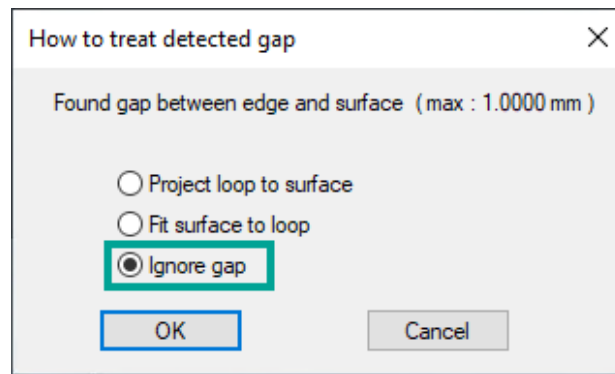 How to treat detected gap
Found gap between edge and surface ( max : 1.0000 mm )
Project loop to surface
Fit surface to loop
Ignore gap
OK
Cancel